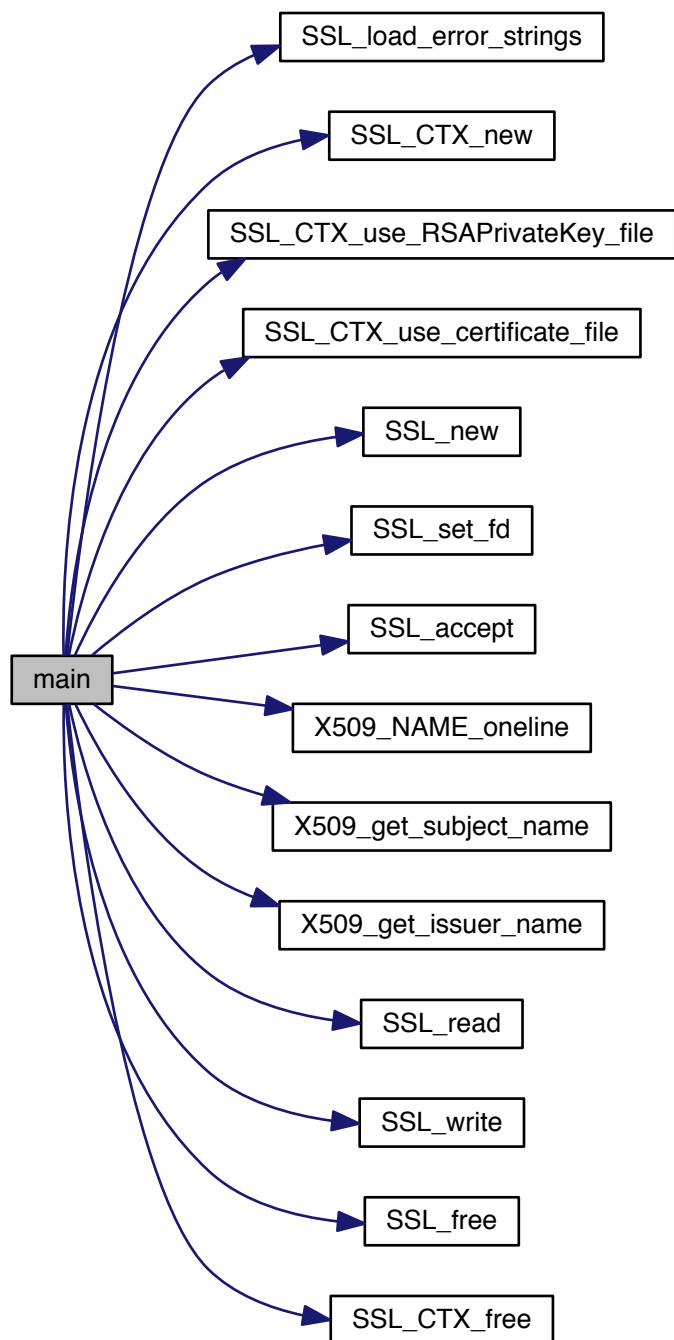 SSL_load_error_strings
SSL_CTX_new
SSL_CTX_use_RSAPrivateKey_file
SSL_CTX_use_certificate_file
SSL_new
SSL_set_fd
SSL_accept
main
X509_NAME_oneline
X509_get_subject_name
X509_get_issuer_name
SSL_read
SSL_write
SSL_free
SSL_CTX_free